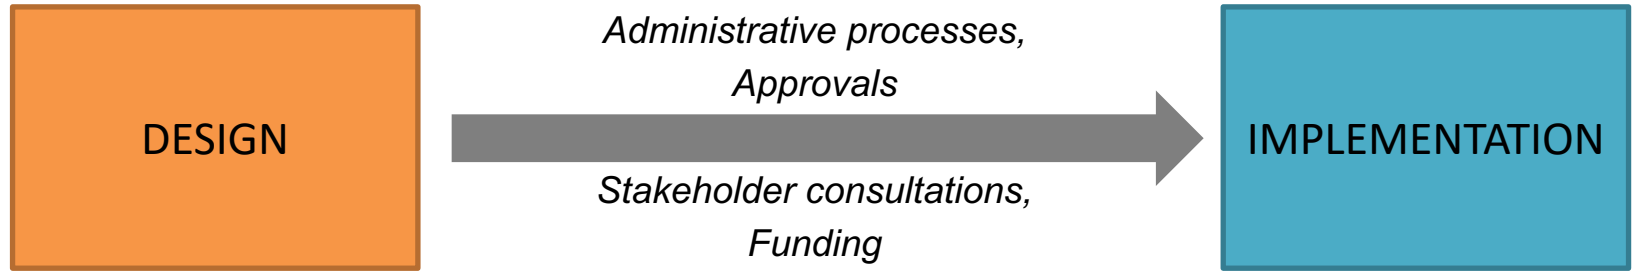 DESIGN
Administrative processes,
Approvals
Stakeholder consultations,
Funding
IMPLEMENTATION